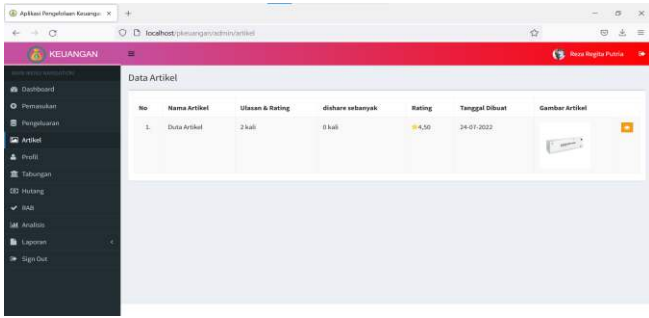 Aplikasi Pengelolaan Keuanga
localhost/pkeuangan/admin/artikel
KEUANGAN
Reza Regita Putria
Data Artikel
Dashboard
Pemasukan
Pengeluaran
Artikel
Profil
Tabungan
Hutang
RAB
Analisis
Laporan
Sign Out
No Nama Artikel Ulasan & Rating dishare sebanyak Rating Tanggal Dibuat Gambar Artikel
1. Duta Artikel 2 kali 0 kali 4,50 24-07-2022